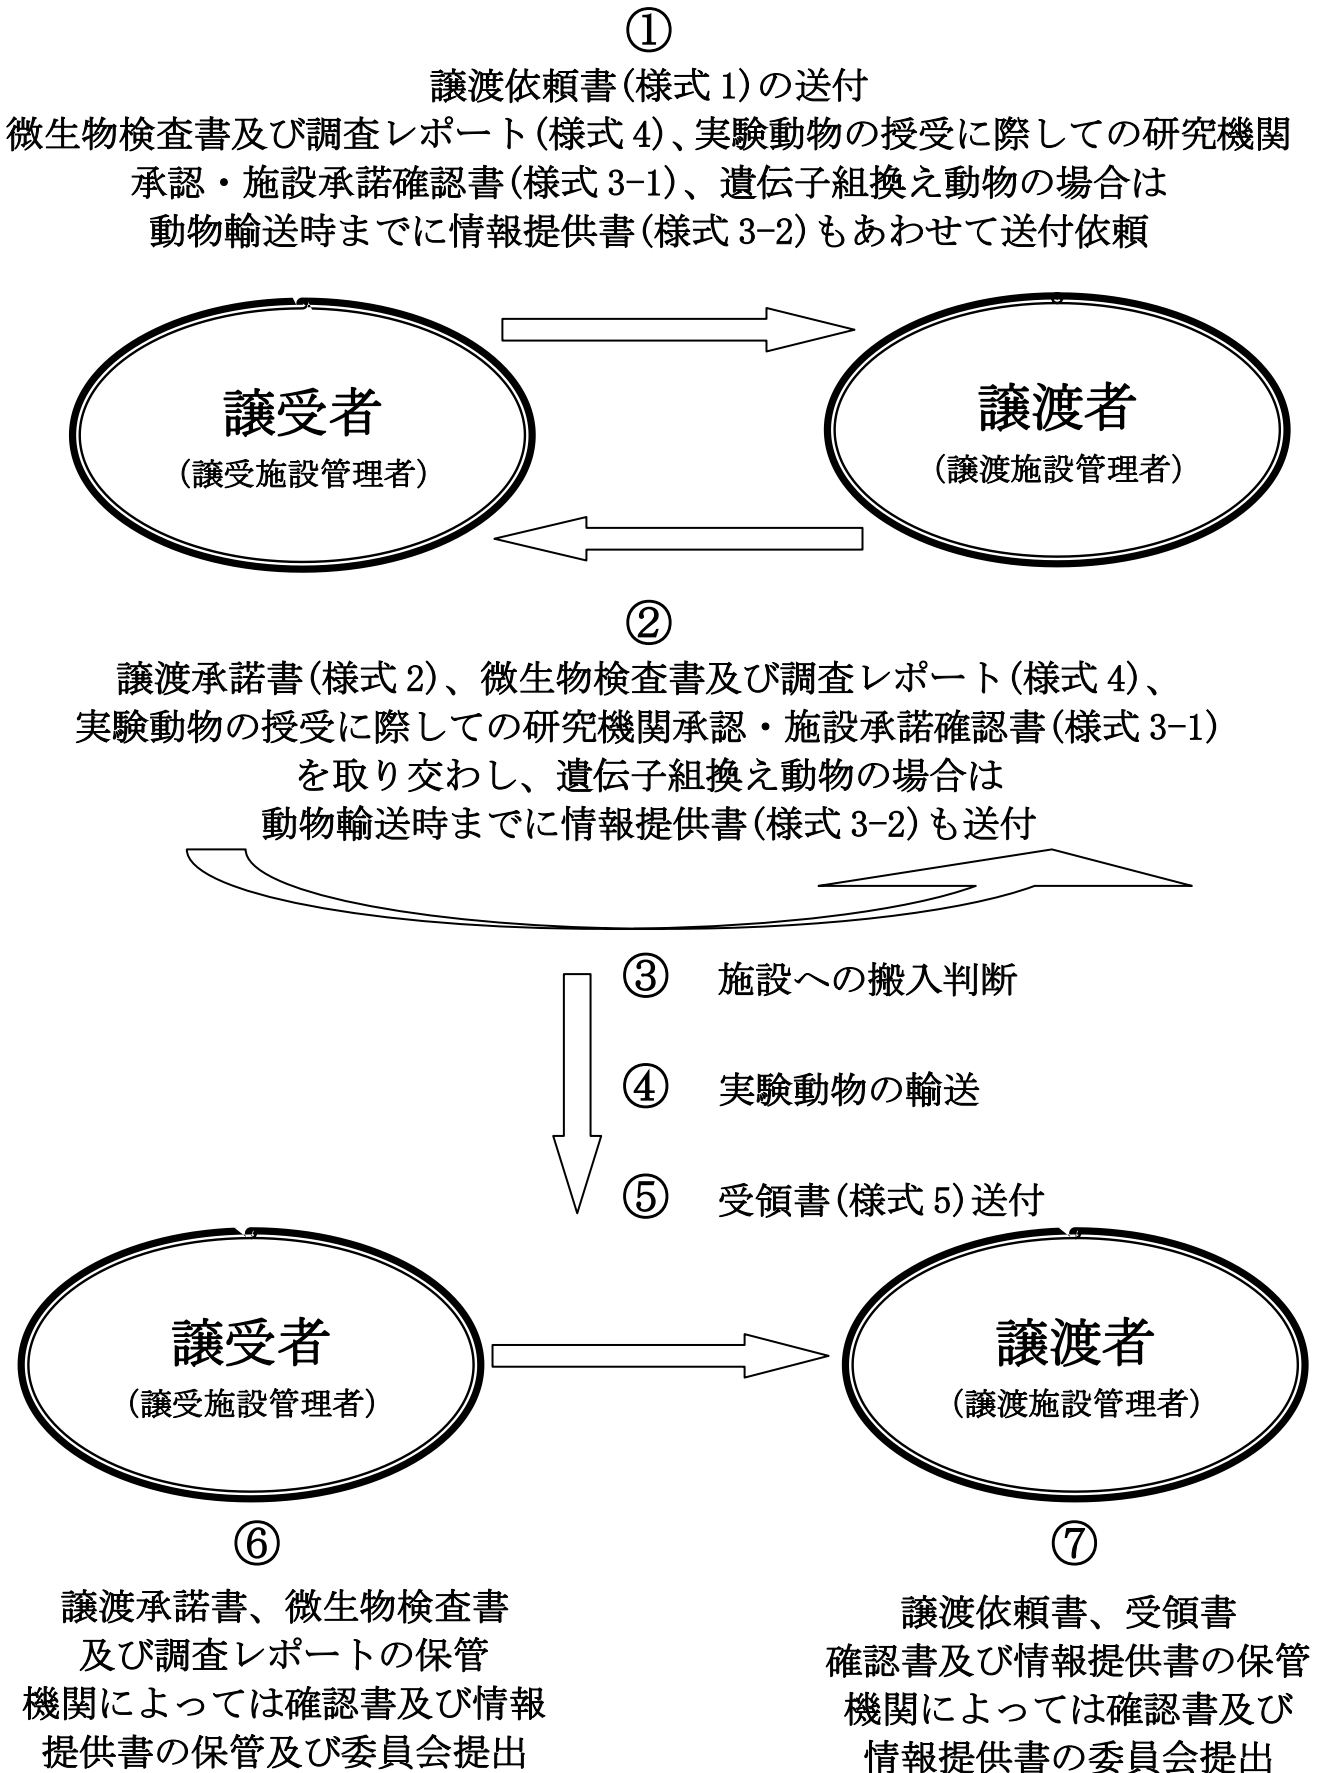 ①
譲渡依頼書(様式 1)の送付
微生物検査書及び調査レポート(様式 4)、実験動物の授受に際しての研究機関
承認・施設承諾確認書(様式 3-1)、遺伝子組換え動物の場合は
動物輸送時までに情報提供書(様式 3-2)もあわせて送付依頼
譲受者
(譲受施設管理者)
譲渡者
(譲渡施設管理者)
②
譲渡承諾書(様式 2)、微生物検査書及び調査レポート(様式 4)、
実験動物の授受に際しての研究機関承認・施設承諾確認書(様式 3-1)
を取り交わし、遺伝子組換え動物の場合は
動物輸送時までに情報提供書(様式 3-2)も送付
③ 施設への搬入判断
④ 実験動物の輸送
⑤ 受領書(様式 5)送付
譲受者
(譲受施設管理者)
譲渡者
(譲渡施設管理者)
⑥
譲渡承諾書、微生物検査書
及び調査レポートの保管
機関によっては確認書及び情報
提供書の保管及び委員会提出
⑦
譲渡依頼書、受領書
確認書及び情報提供書の保管
機関によっては確認書及び
情報提供書の委員会提出